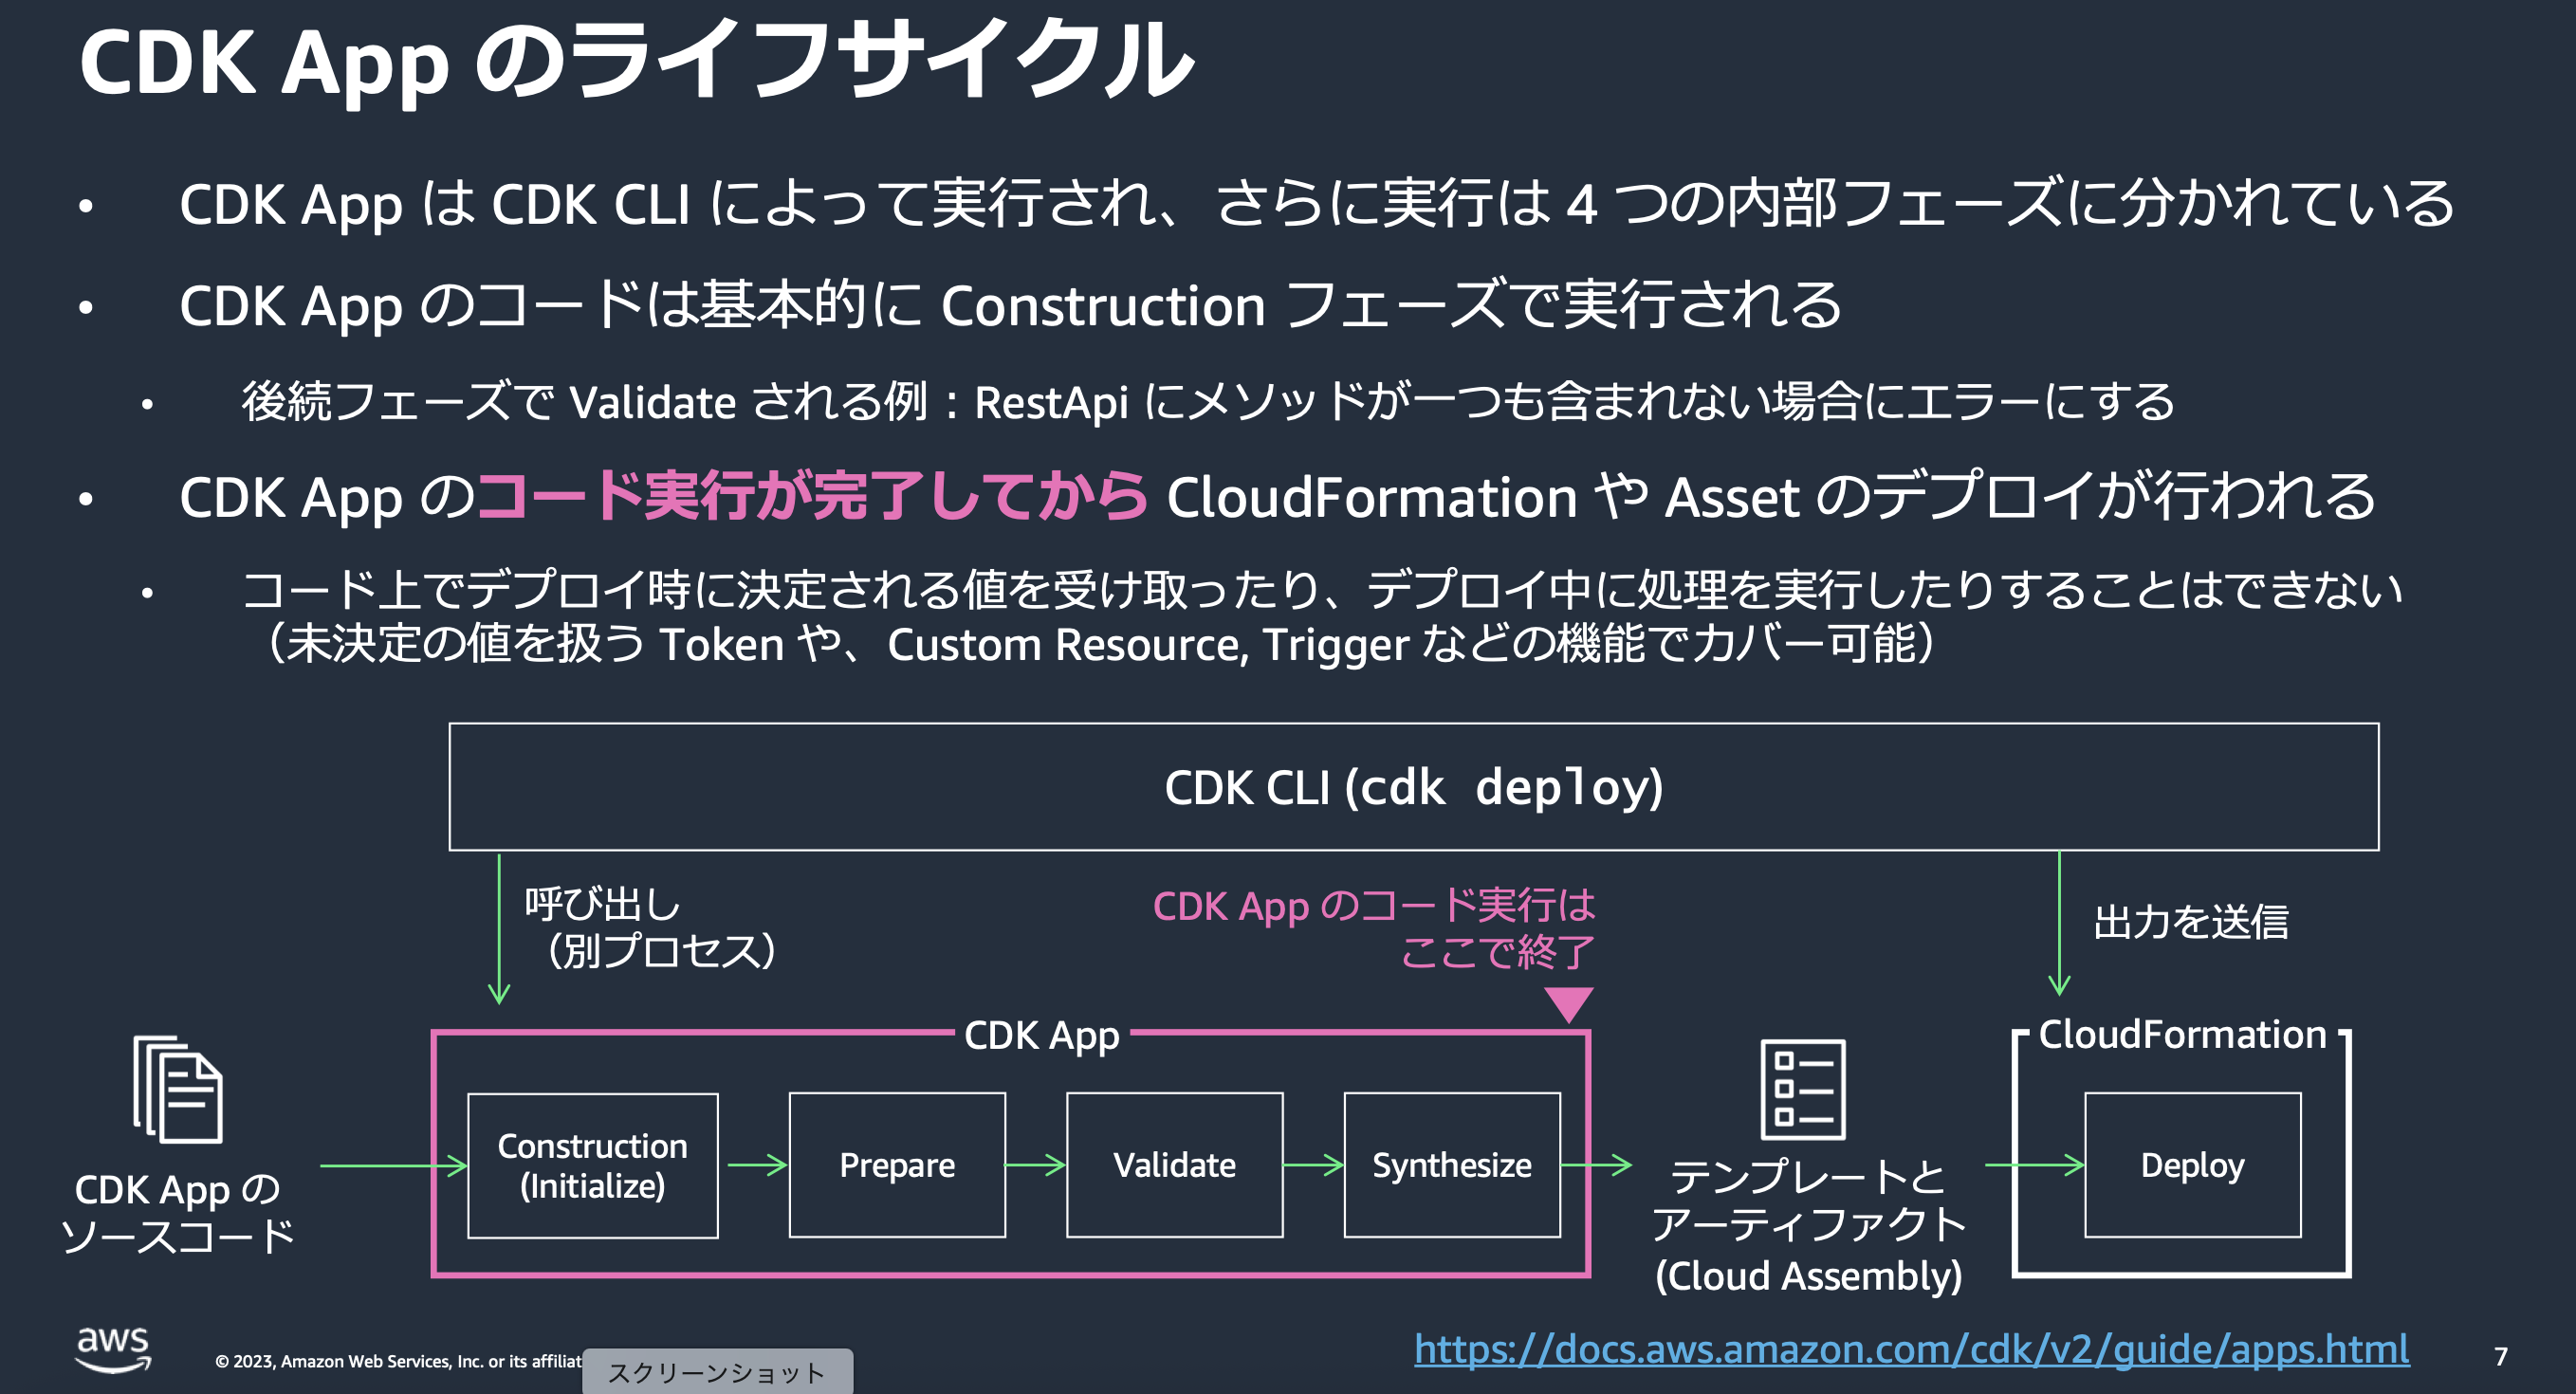 CDK App のライフサイクル
• CDK App は CDK CLI によって実行され、さらに実行は 4 つの内部フェーズに分かれている
• CDK App のコードは基本的に Construction フェーズで実行される
• 後続フェーズで Validate される例：RestApi にメソッドが一つも含まれない場合にエラーにする
• CDK App のコード実行が完了してから CloudFormation や Asset のデプロイが行われる
• コード上でデプロイ時に決定される値を受け取ったり、デプロイ中に処理を実行したりすることはできない
（未決定の値を扱う Token や、Custom Resource, Trigger などの機能でカバー可能）
CDK CLI (cdk deploy)
呼び出し
（別プロセス）
CDK App のコード実行は
ここで終了
出力を送信
CDK App
CloudFormation
Construction
(Initialize)
Prepare
Validate
Synthesize
Deploy
CDK App の
ソースコード
テンプレートと
アーティファクト
(Cloud Assembly)
aws
© 2023, Amazon Web Services, Inc. or its affiliat
スクリーンショット
https://docs.aws.amazon.com/cdk/v2/guide/apps.html
7